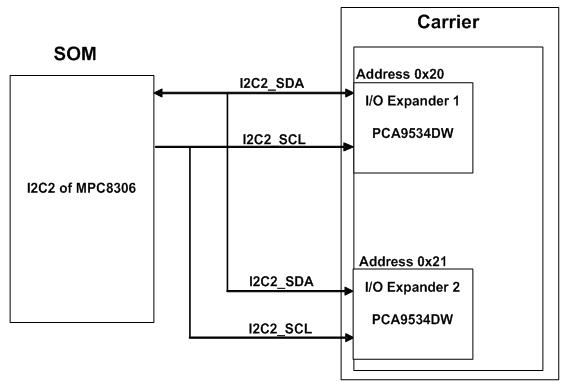 Carrier
SOM
Address 0x20
I2C2_SDA
I/O Expander 1
I2C2_SCL
PCA9534DW
I2C2 of MPC8306
Address 0x21
I2C2_SDA
I/O Expander 2
I2C2_SCL
PCA9534DW